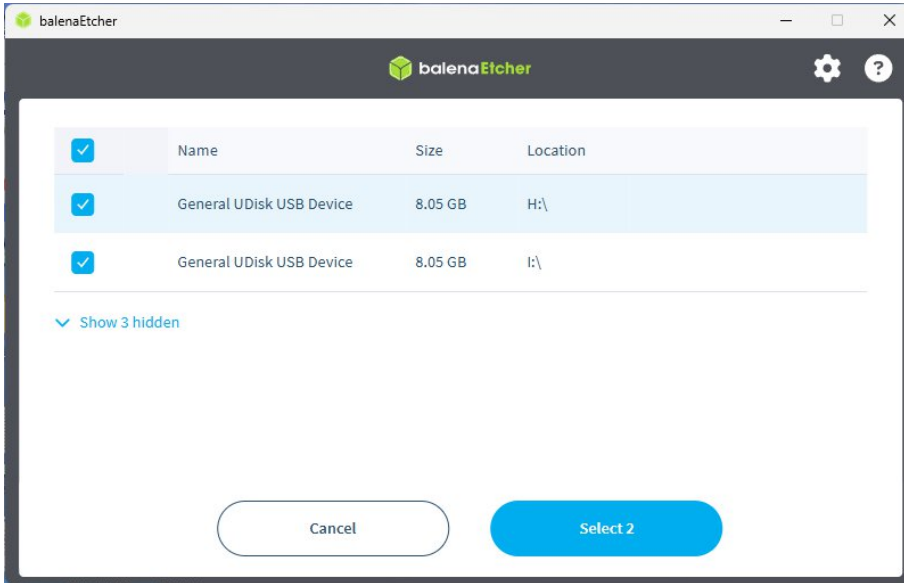 balenaEtcher
balenaEtcher
?
Name Size Location
General UDisk USB Device 8.05 GB H:\
General UDisk USB Device 8.05 GB I:\
Show 3 hidden
Cancel Select 2